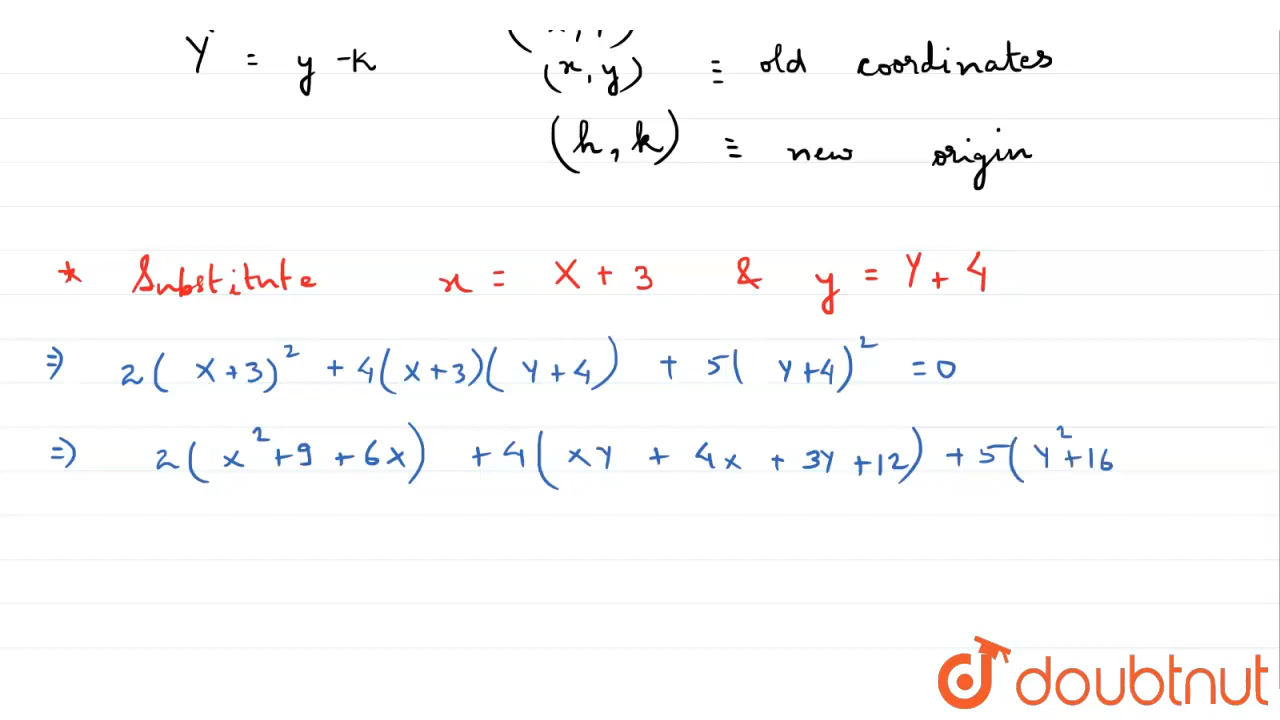 Y = y - k
(x, y) ≡ old coordinates
(h, k) ≡ new origin
* Substitute x = X + 3 & y = Y + 4
⇒ 2(X+3)² + 4(X+3)(Y+4) + 5(Y+4)² = 0
⇒ 2(X² + 9 + 6X) + 4(XY + 4X + 3Y + 12) + 5(Y² + 16
doubtnut